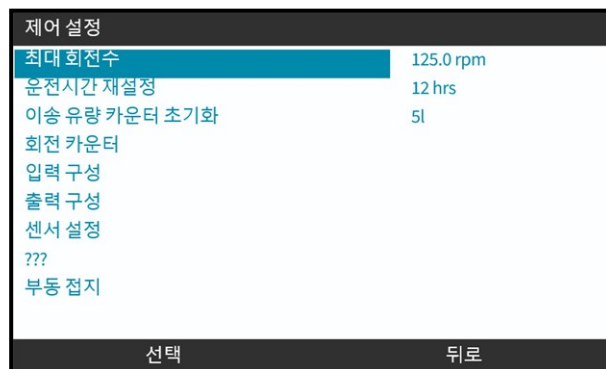 제어 설정
최대 회전수 125.0 rpm
운전시간 재설정 12 hrs
이송 유량 카운터 초기화 5l
회전 카운터
입력 구성
출력 구성
센서 설정
???
부동 접지
선택 뒤로